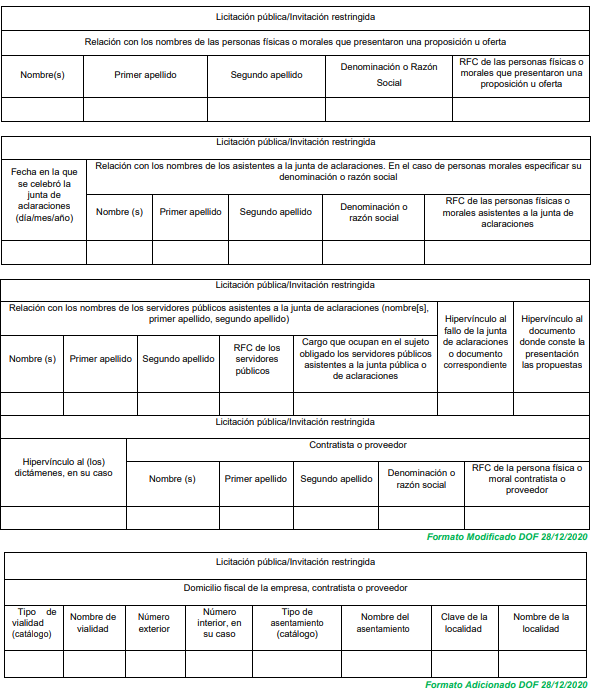 Licitación pública/Invitación restringida
Relación con los nombres de las personas físicas o morales que presentaron una proposición u oferta
Nombre(s)
Primer apellido
Segundo apellido
Denominación o Razón
Social
RFC de las personas físicas o
morales que presentaron una
proposición u oferta
Licitación pública/Invitación restringida
Fecha en la que
se celebró la
junta de
aclaraciones
(día/mes/año)
Relación con los nombres de los asistentes a la junta de aclaraciones. En el caso de personas morales especificar su
denominación o razón social
Nombre (s)
Primer apellido
Segundo apellido
Denominación o
razón social
RFC de las personas físicas o
morales asistentes a la junta de
aclaraciones
Licitación pública/Invitación restringida
Relación con los nombres de los servidores públicos asistentes a la junta de aclaraciones (nombre[s],
primer apellido, segundo apellido)
Hipervínculo al
fallo de la junta
de aclaraciones
o documento
correspondiente
Hipervínculo al
documento
donde conste la
presentación
las propuestas
Nombre (s)
Primer apellido
Segundo apellido
RFC de los
servidores
públicos
Cargo que ocupan en el sujeto
obligado los servidores públicos
asistentes a la junta pública o
de aclaraciones
Licitación pública/Invitación restringida
Hipervínculo al (los)
dictámenes, en su caso
Contratista o proveedor
Nombre (s)
Primer apellido
Segundo apellido
Denominación o
razón social
RFC de la persona física o
moral contratista o
proveedor
Formato Modificado DOF 28/12/2020
Licitación pública/Invitación restringida
Domicilio fiscal de la empresa, contratista o proveedor
Tipo de
vialidad
(catálogo)
Nombre de
vialidad
Número
exterior
Número
interior, en
su caso
Tipo de
asentamiento
(catálogo)
Nombre del
asentamiento
Clave de la
localidad
Nombre de la
localidad
Formato Adicionado DOF 28/12/2020